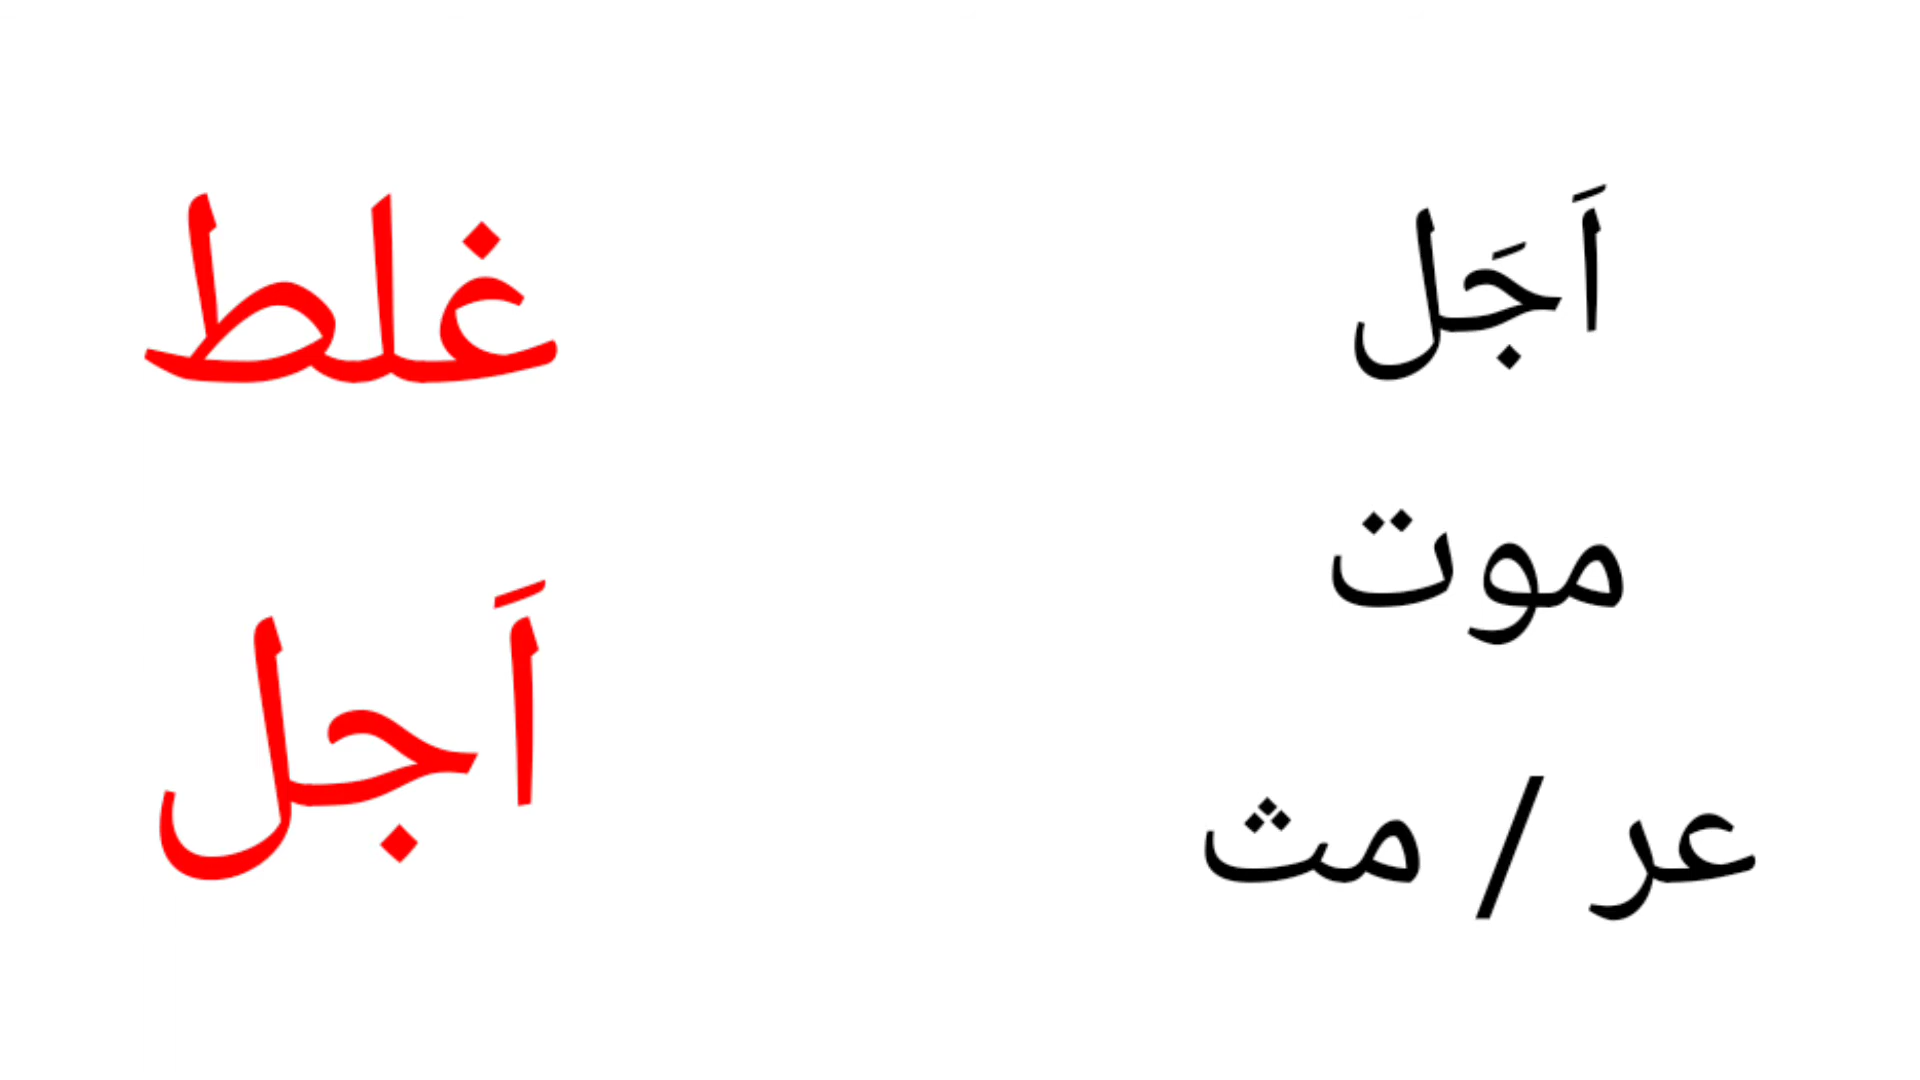 اَجَل
موت
عر / مث
غلط
اَجل